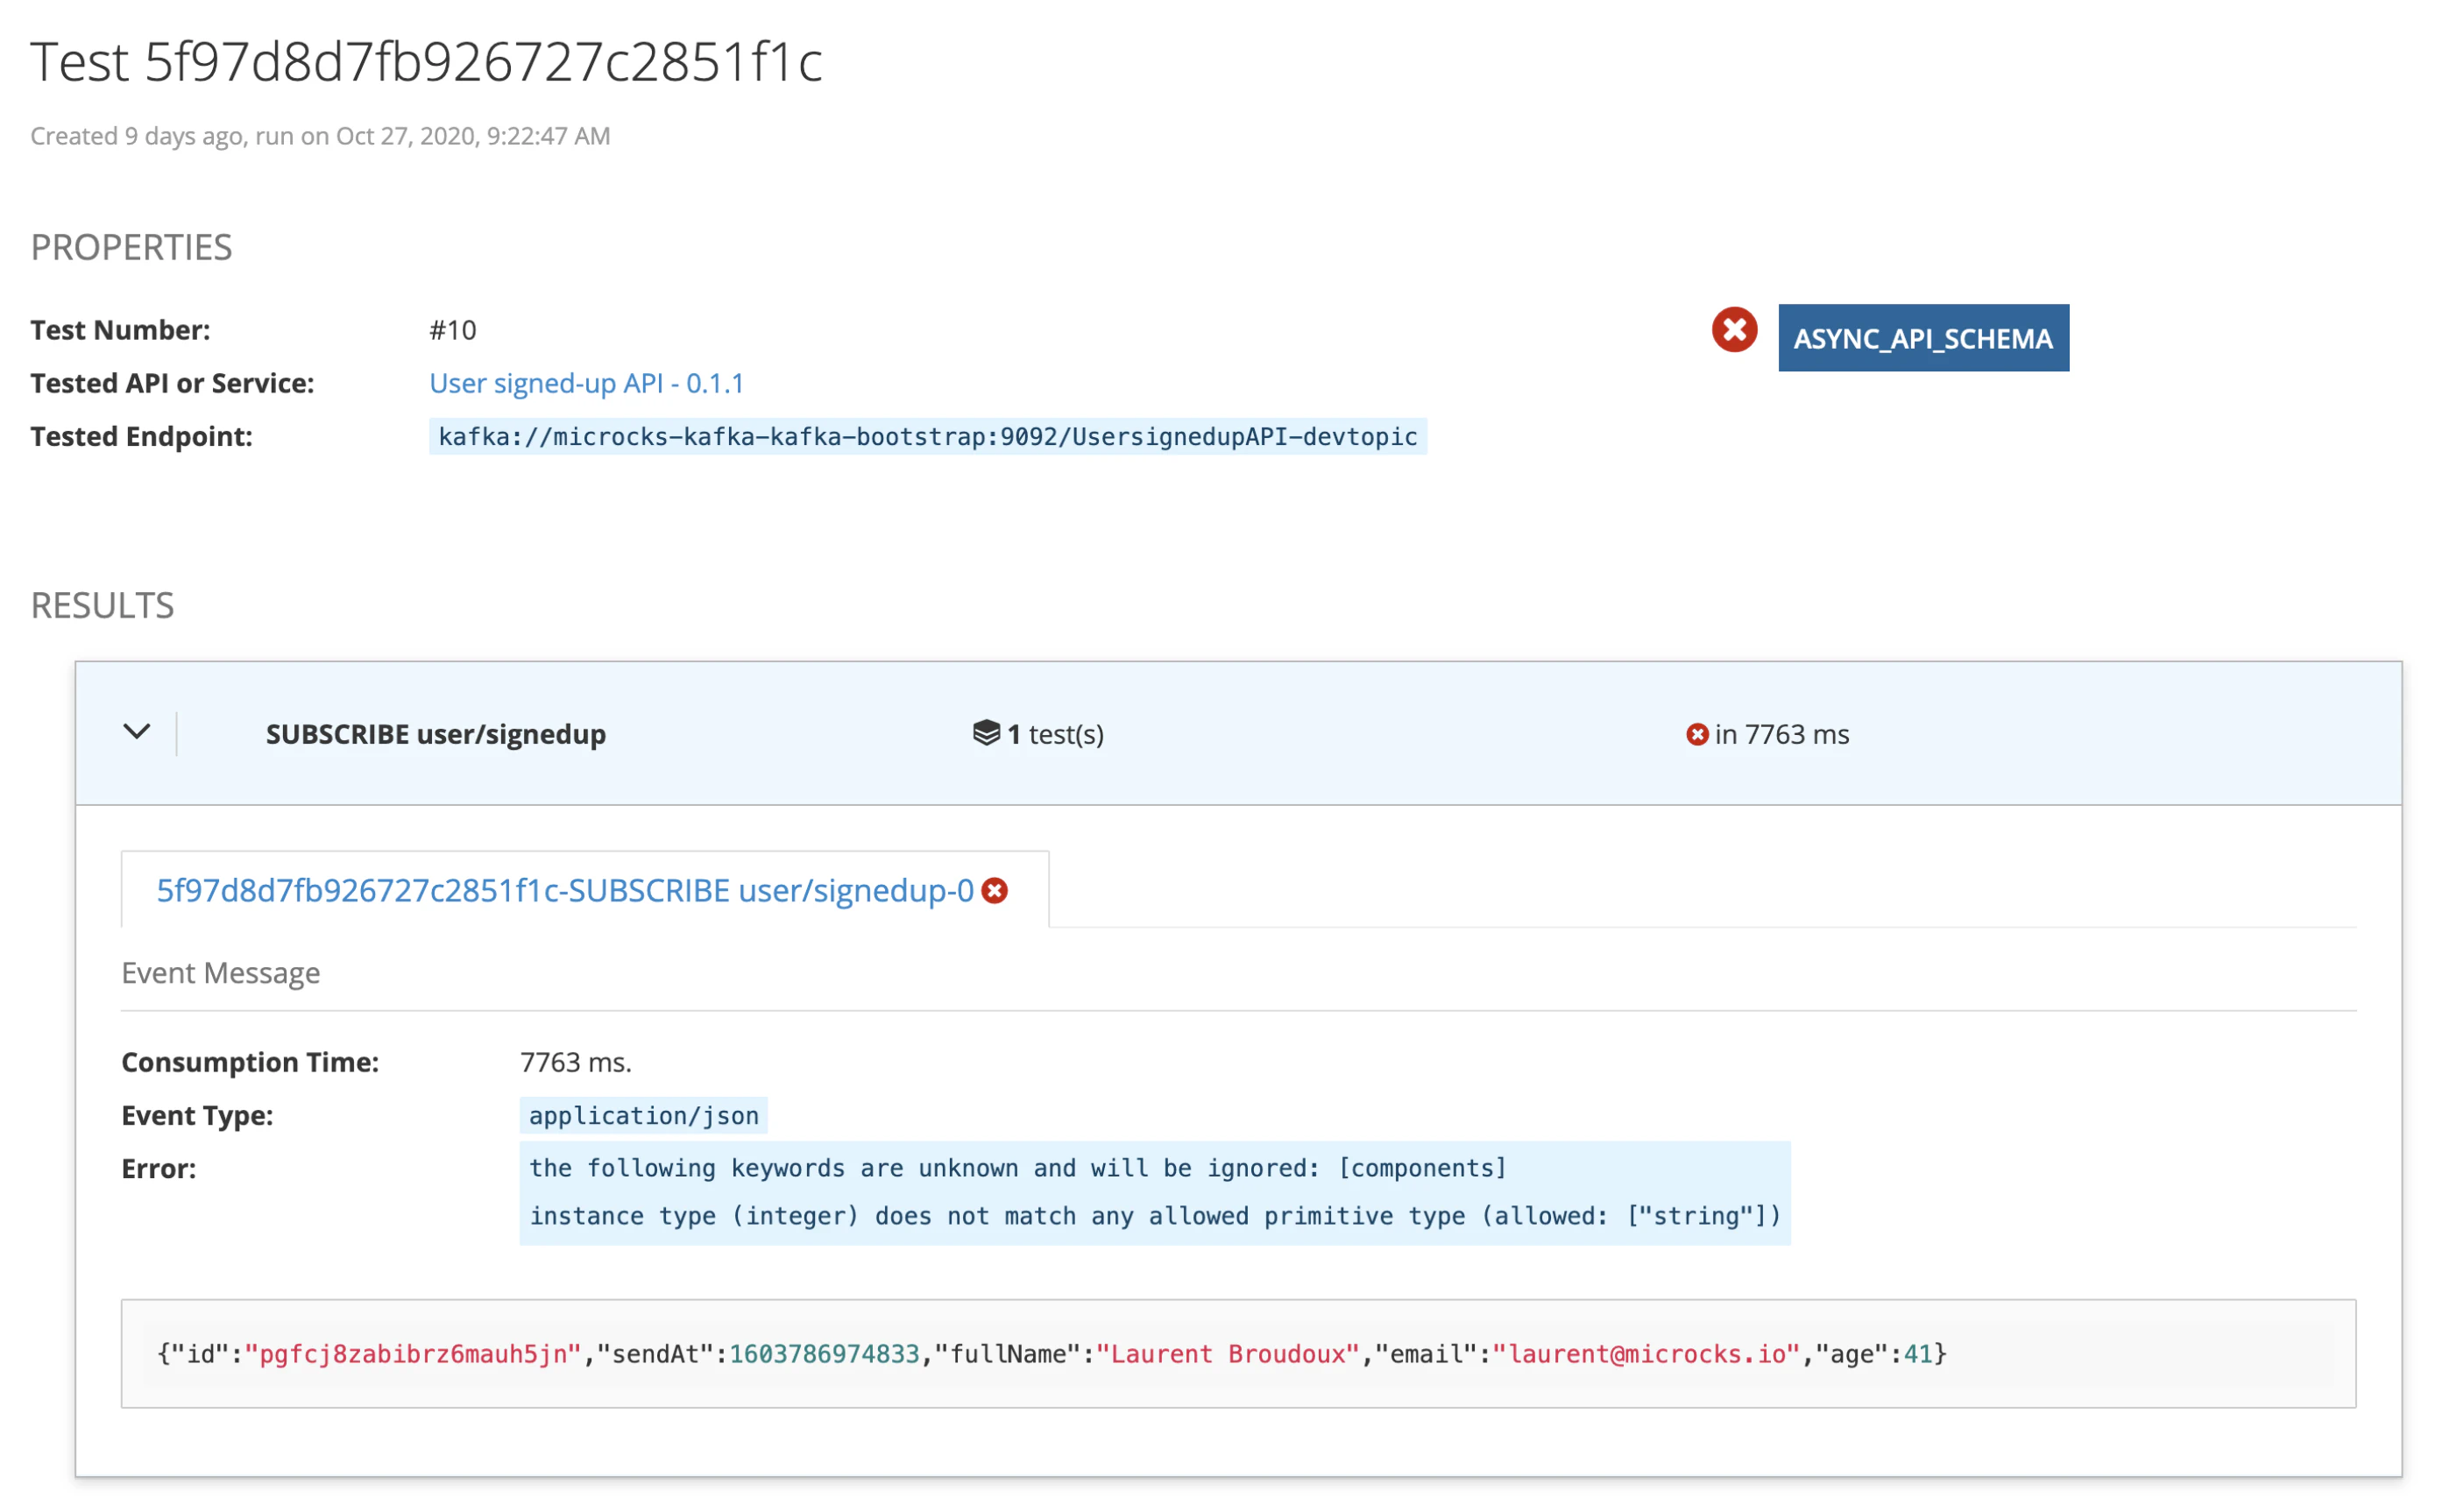 Test 5f97d8d7fb926727c2851f1c
Created 9 days ago, run on Oct 27, 2020, 9:22:47 AM
PROPERTIES
Test Number: #10
ASYNC_API_SCHEMA
Tested API or Service: User signed-up API - 0.1.1
Tested Endpoint: kafka://microcks-kafka-kafka-bootstrap:9092/UsersignedupAPI-devtopic
RESULTS
SUBSCRIBE user/signedup 1 test(s) in 7763 ms
5f97d8d7fb926727c2851f1c-SUBSCRIBE user/signedup-0
Event Message
Consumption Time: 7763 ms.
Event Type: application/json
Error: the following keywords are unknown and will be ignored: [components]
instance type (integer) does not match any allowed primitive type (allowed: ["string"])
{"id":"pgfcj8zabibrz6mauh5jn","sendAt":1603786974833,"fullName":"Laurent Broudoux","email":"laurent@microcks.io","age":41}